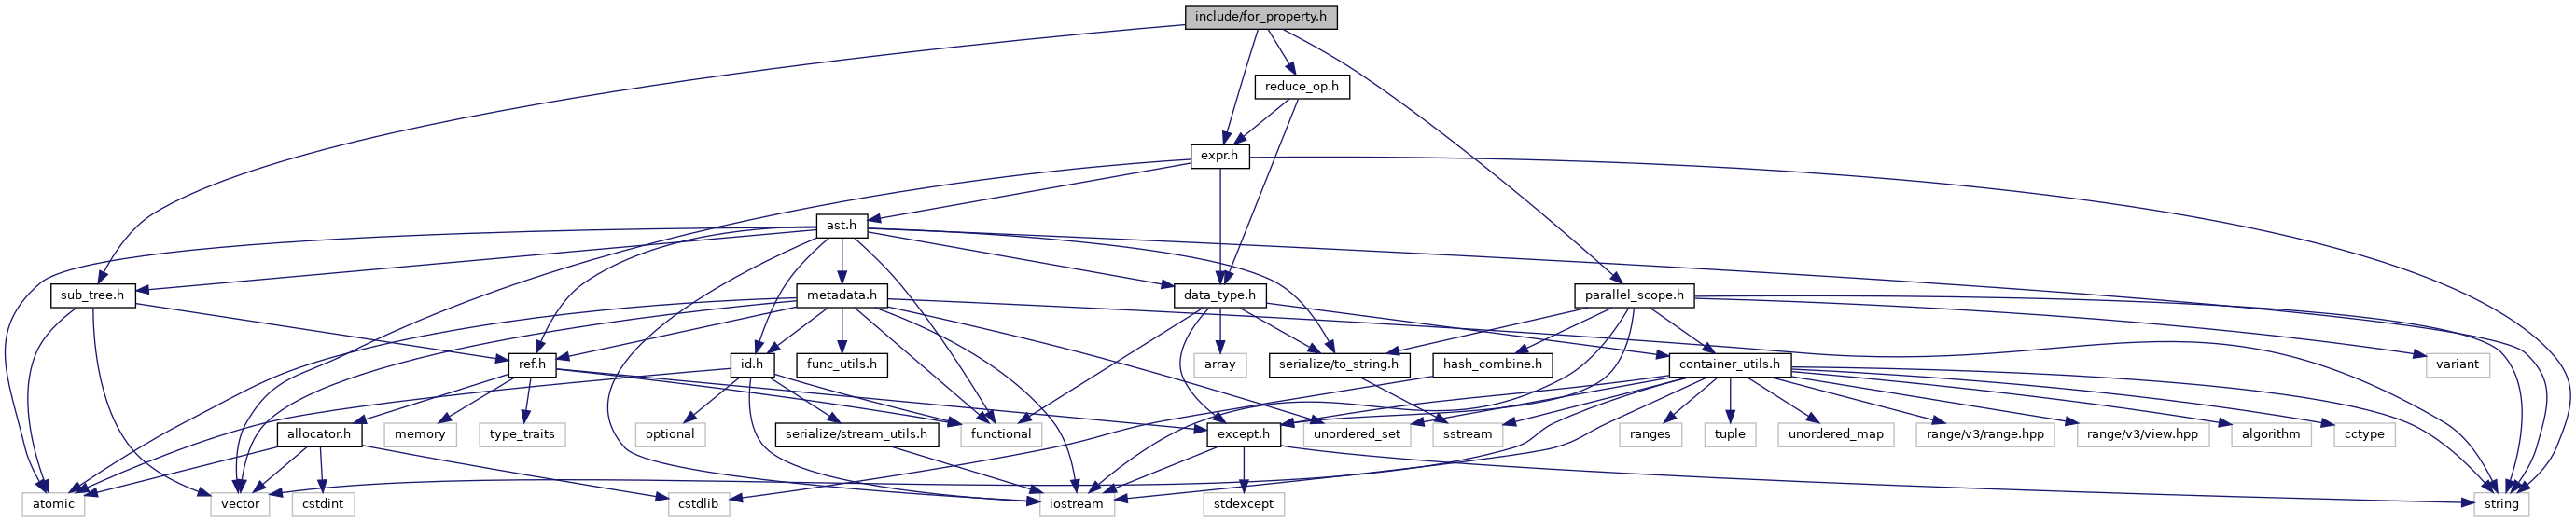 include/for_property.h
reduce_op.h
expr.h
ast.h
sub_tree.h
metadata.h
data_type.h
parallel_scope.h
ref.h
id.h
func_utils.h
array
serialize/to_string.h
hash_combine.h
container_utils.h
variant
allocator.h
memory
type_traits
optional
serialize/stream_utils.h
functional
except.h
unordered_set
sstream
ranges
tuple
unordered_map
range/v3/range.hpp
range/v3/view.hpp
algorithm
cctype
atomic
vector
cstdint
cstdlib
iostream
stdexcept
string